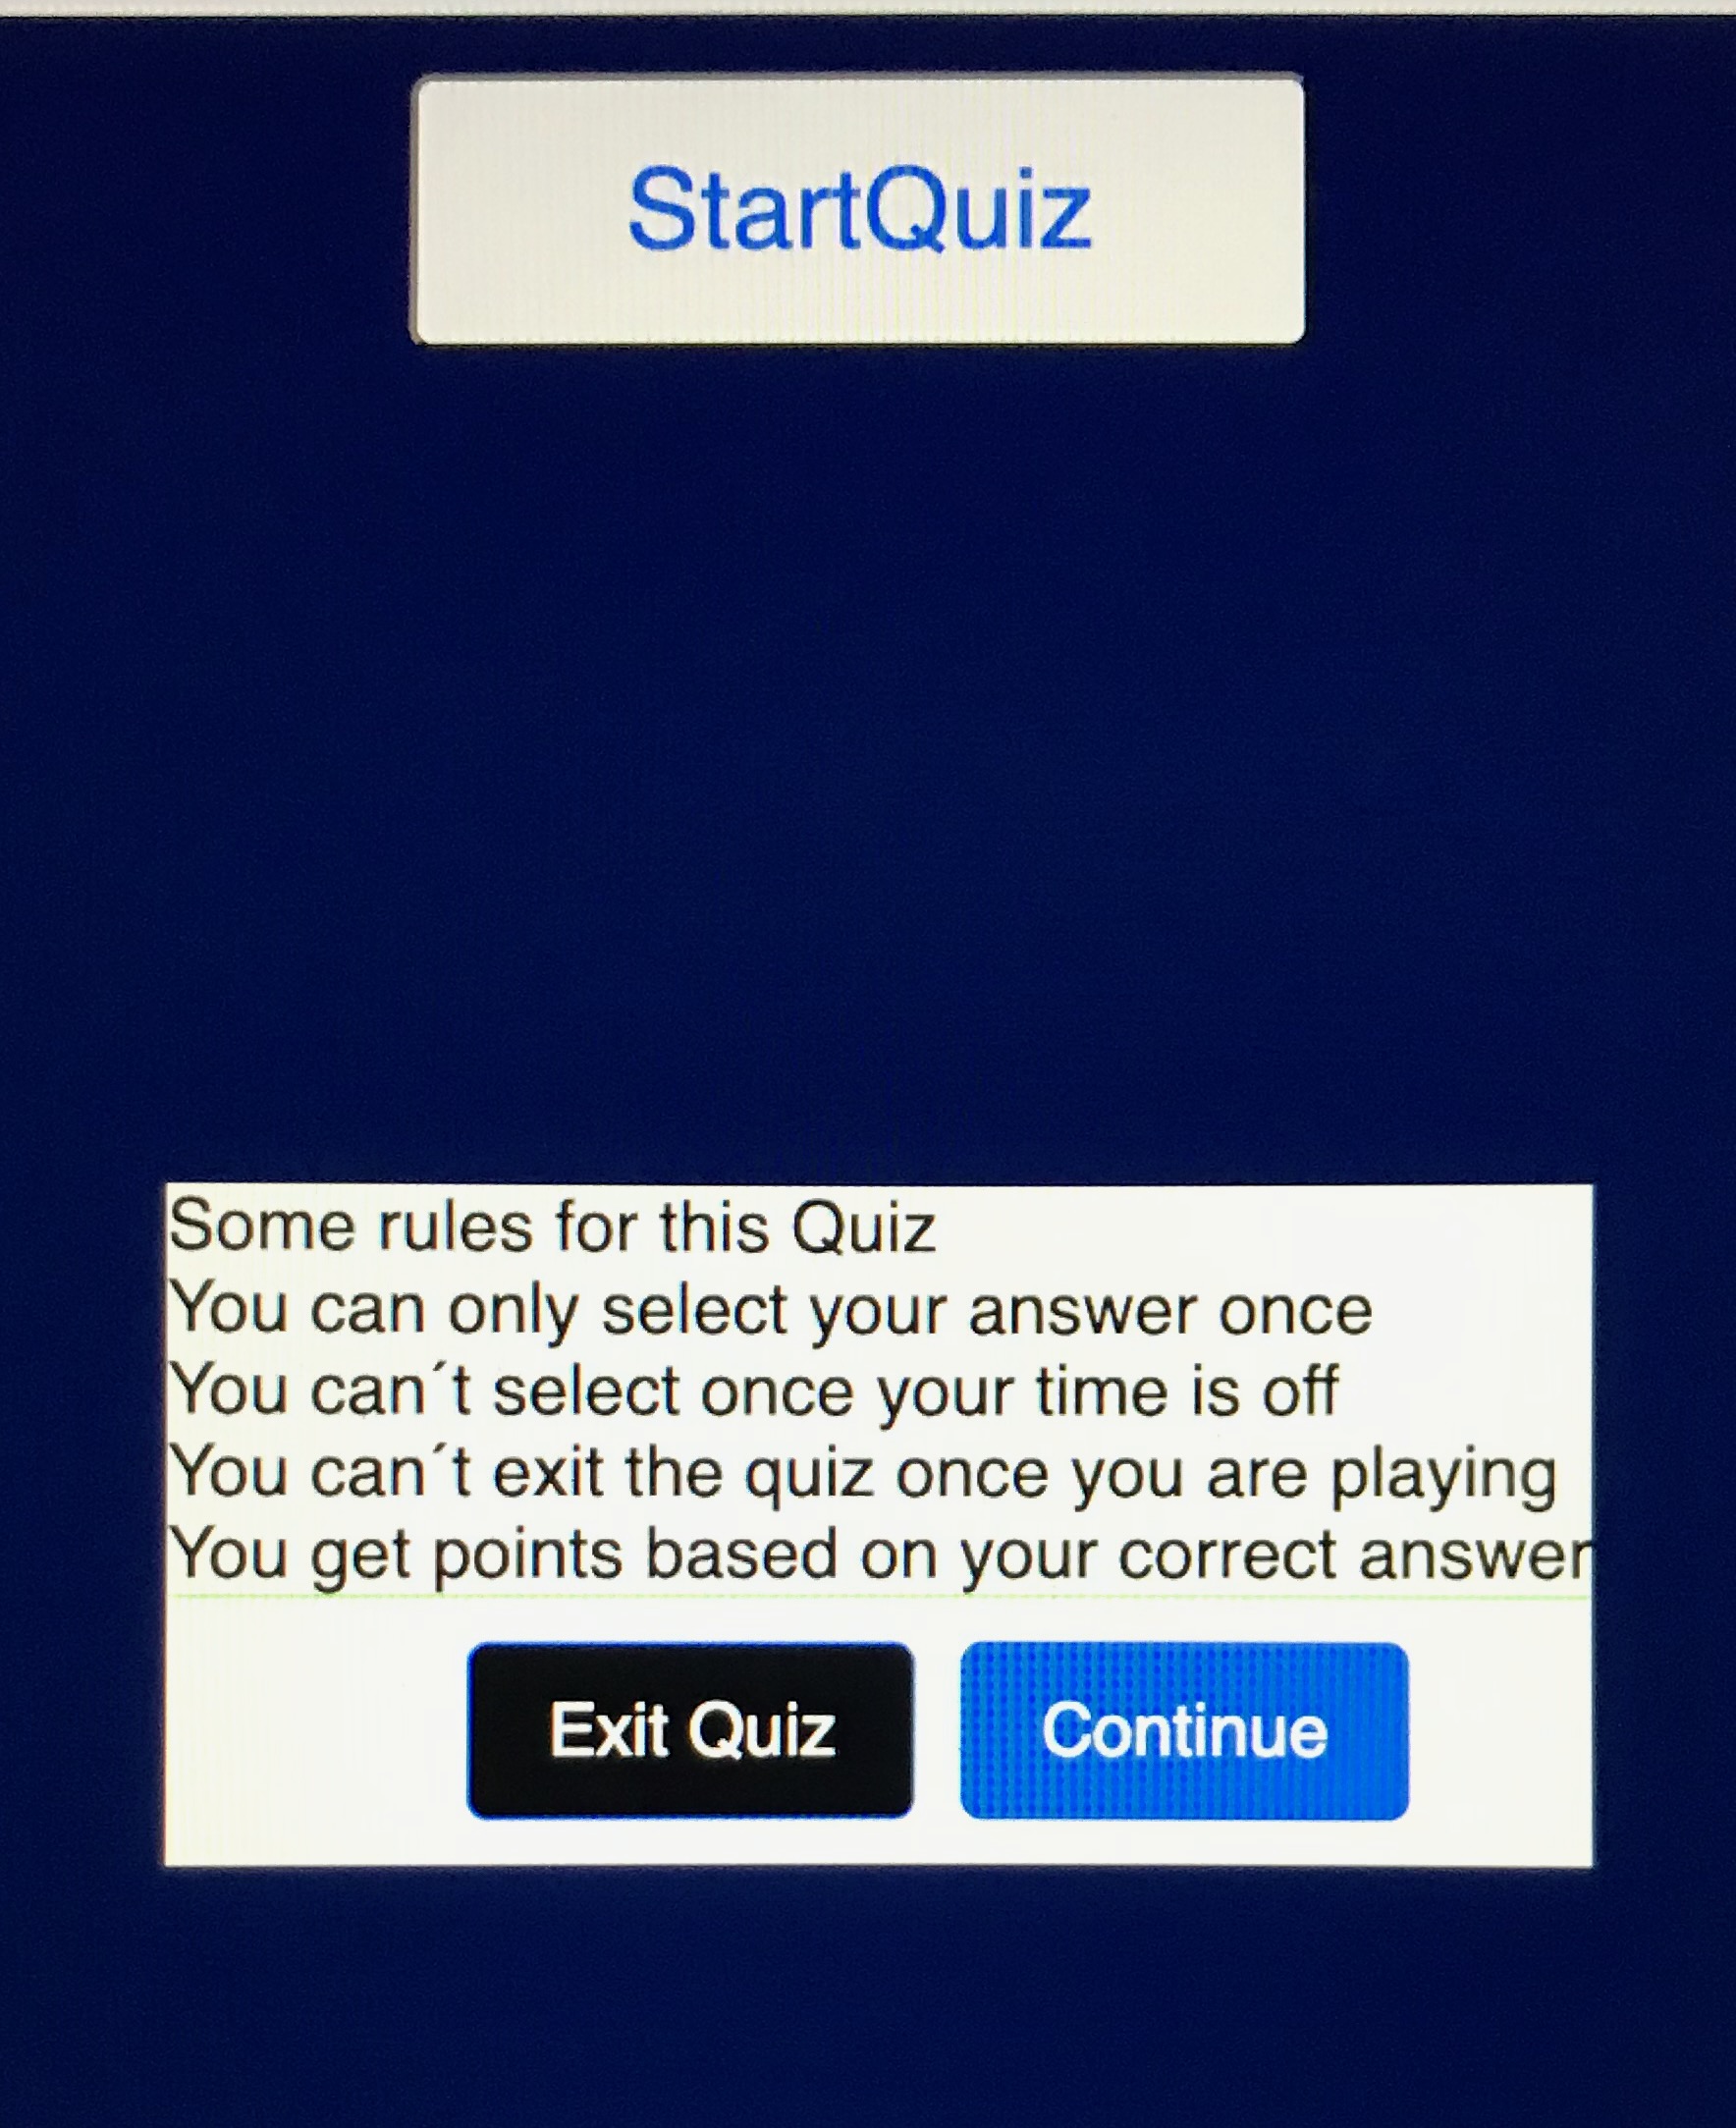 StartQuiz
Some rules for this Quiz
You can only select your answer once
You can´t select once your time is off
You can´t exit the quiz once you are playing
You get points based on your correct answer
Exit Quiz
Continue